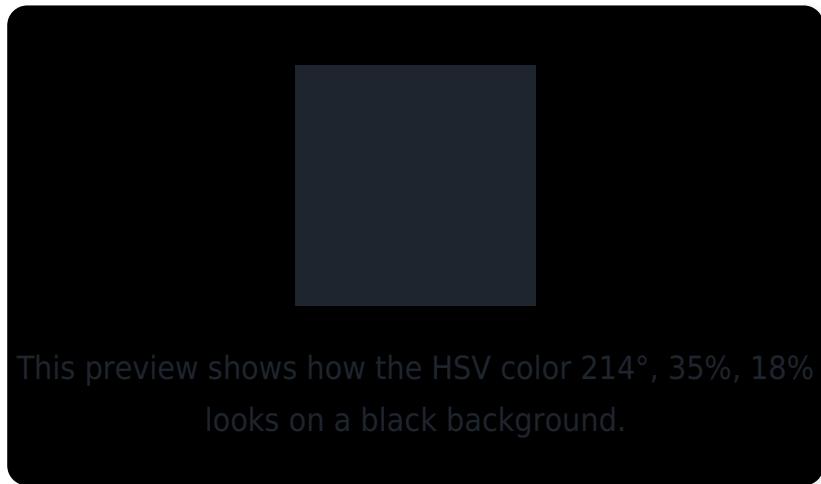 This preview shows how the HSV color 214°, 35%, 18%
looks on a black background.